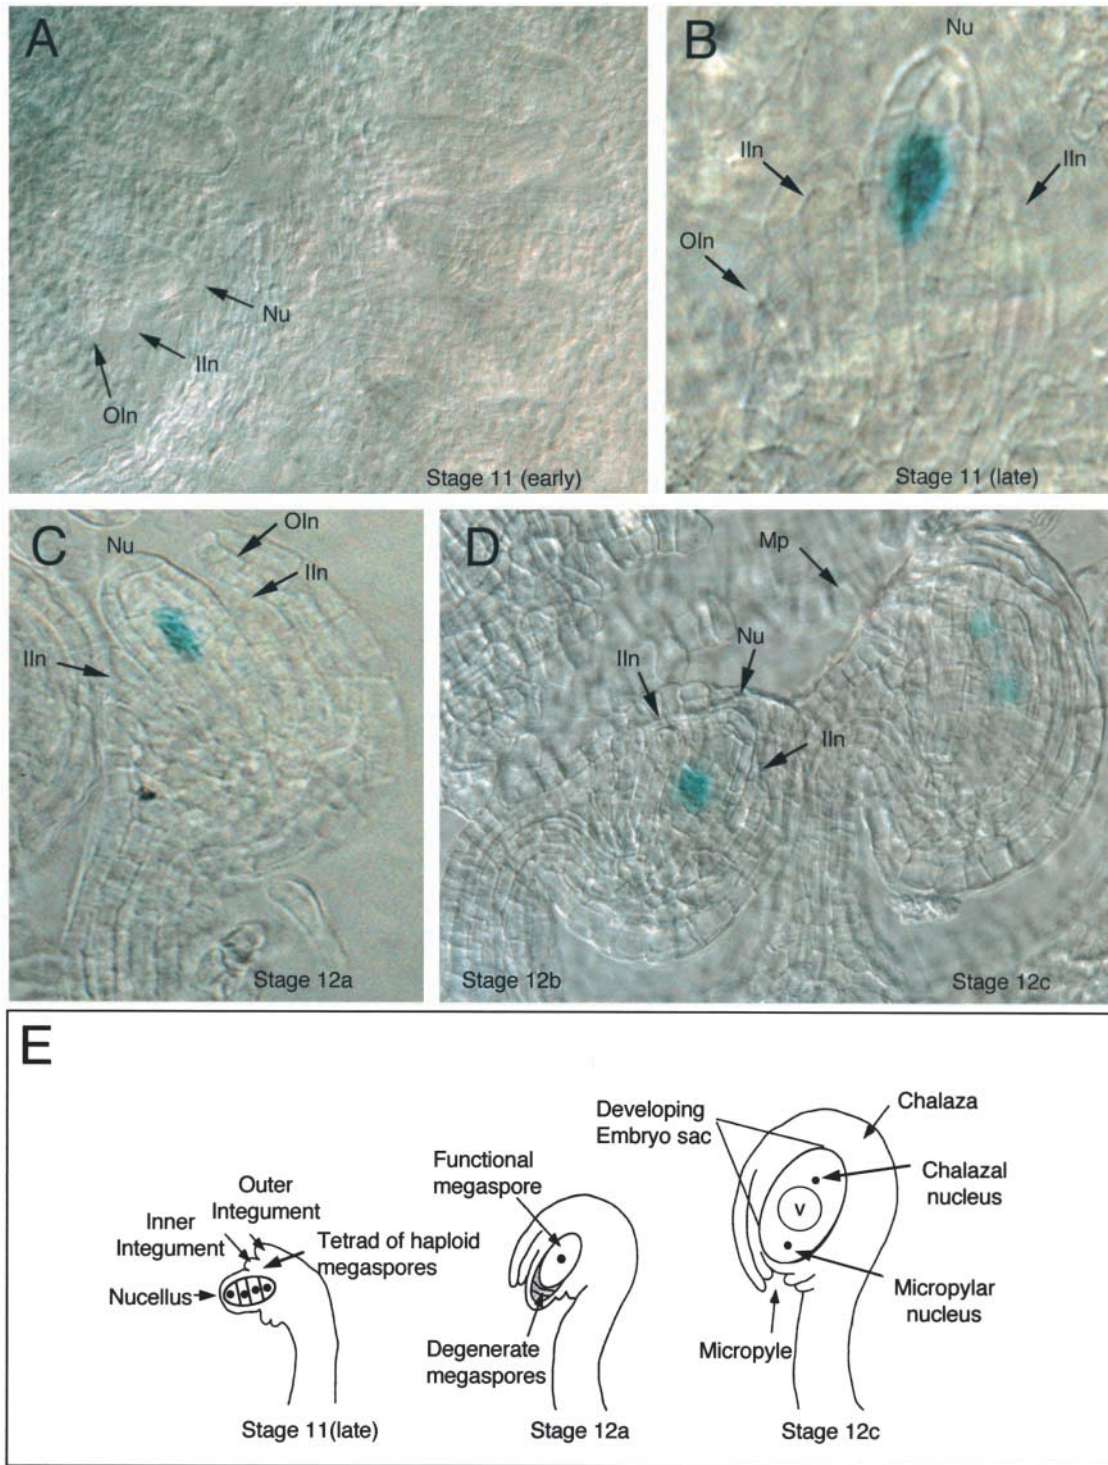 A
Nu
IIn
OIn
Stage 11 (early)
B
Nu
IIn
IIn
OIn
Stage 11 (late)
C
Nu
OIn
IIn
IIn
Stage 12a
D
Mp
Nu
IIn
IIn
Stage 12b
Stage 12c
E
Outer
Integument
Inner
Integument
Tetrad of haploid
megaspores
Nucellus
Stage 11(late)
Functional
megaspore
Degenerate
megaspores
Stage 12a
Developing
Embryo sac
Chalaza
Chalazal
nucleus
V
Micropylar
nucleus
Micropyle
Stage 12c